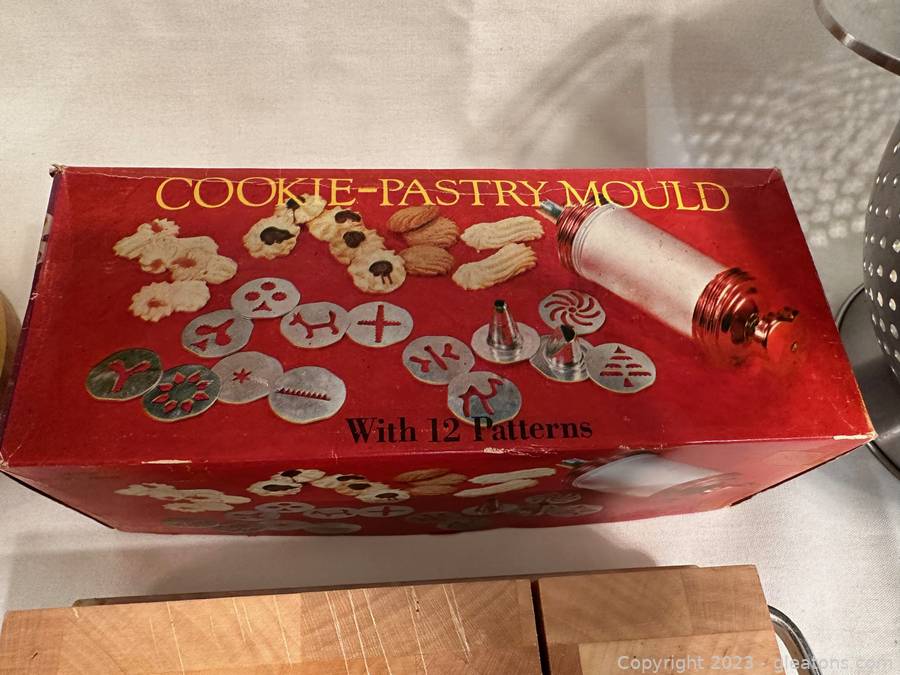 COOKIE-PASTRY MOULD
With 12 Patterns
Copyright 2023 - gleatons.com